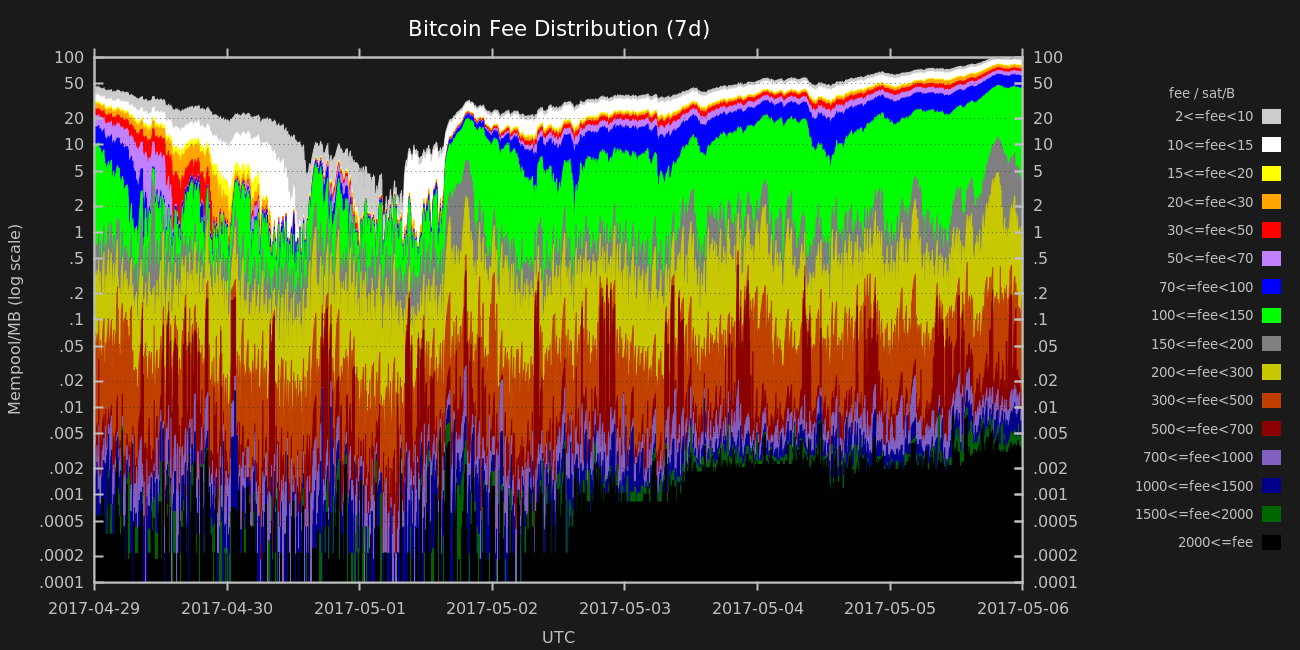 Bitcoin Fee Distribution (7d)
Mempool/MB (log scale)
100
50
20
10
5
2
1
.5
.2
.1
.05
.02
.01
.005
.002
.001
.0005
.0002
.0001
100
50
20
10
5
2
1
.5
.2
.1
.05
.02
.01
.005
.002
.001
.0005
.0002
.0001
2017-04-29 2017-04-30 2017-05-01 2017-05-02 2017-05-03 2017-05-04 2017-05-05 2017-05-06
UTC
fee / sat/B
2<=fee<10
10<=fee<15
15<=fee<20
20<=fee<30
30<=fee<50
50<=fee<70
70<=fee<100
100<=fee<150
150<=fee<200
200<=fee<300
300<=fee<500
500<=fee<700
700<=fee<1000
1000<=fee<1500
1500<=fee<2000
2000<=fee